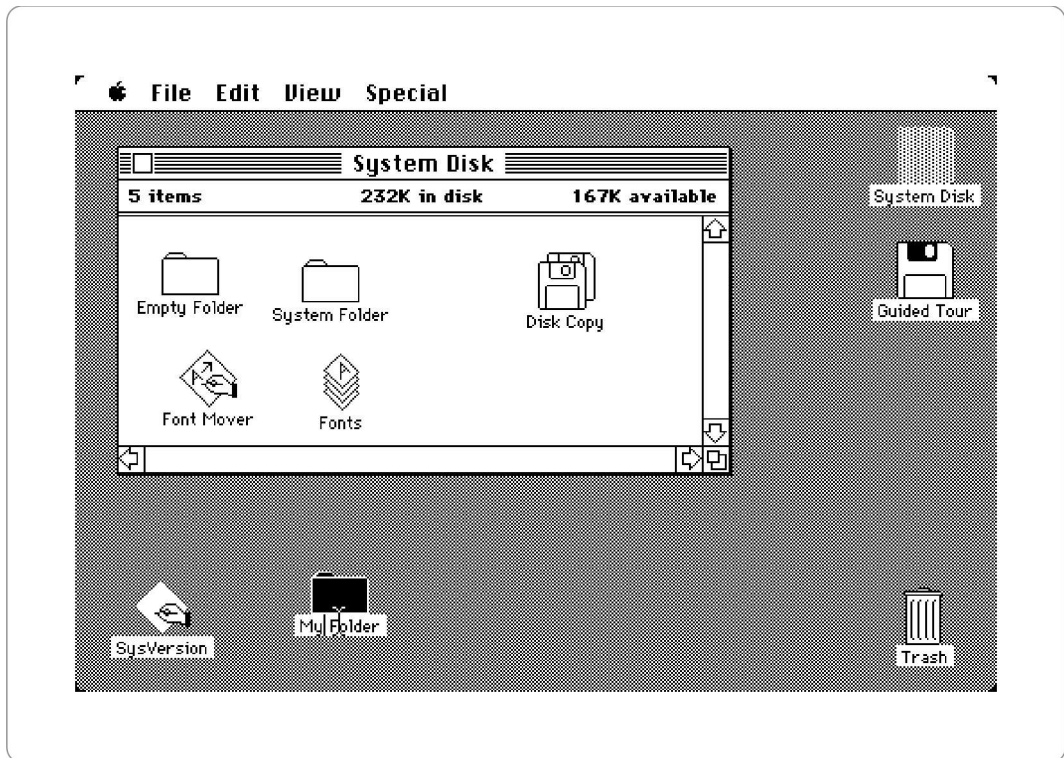 File Edit View Special
System Disk
5 items 232K in disk 167K available
System Disk
Empty Folder
System Folder
Disk Copy
Guided Tour
Font Mover
Fonts
SysVersion
My Folder
Trash